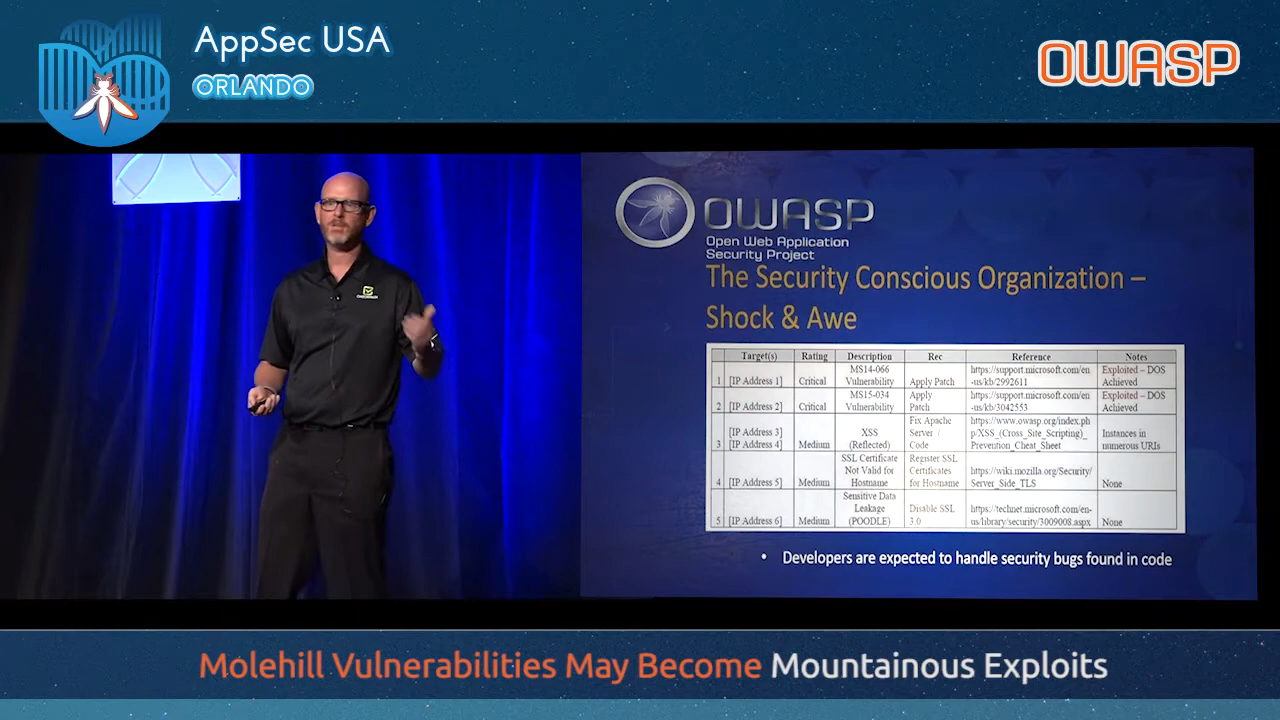 AppSec USA
ORLANDO
OWASP
OWASP
Open Web Application
Security Project
The Security Conscious Organization –
Shock & Awe
Target(s) Rating Description Rec Reference Notes
1 [IP Address 1] Critical MS14-066 Vulnerability Apply Patch https://support.microsoft.com/en-us/kb/2992611 Exploited – DOS Achieved
2 [IP Address 2] Critical MS15-034 Vulnerability Apply Patch https://support.microsoft.com/en-us/kb/3042553 Exploited – DOS Achieved
3 [IP Address 3] [IP Address 4] Medium XSS (Reflected) Fix Apache Server / Code https://www.owasp.org/index.php/XSS_(Cross_Site_Scripting)_Prevention_Cheat_Sheet Instances in numerous URIs
4 [IP Address 5] Medium SSL Certificate Not Valid for Hostname Register SSL Certificates for Hostname https://wiki.mozilla.org/Security/Server_Side_TLS None
5 [IP Address 6] Medium Sensitive Data Leakage (POODLE) Disable SSL 3.0 https://technet.microsoft.com/en-us/library/security/3009008.aspx None
• Developers are expected to handle security bugs found in code
Molehill Vulnerabilities May Become Mountainous Exploits